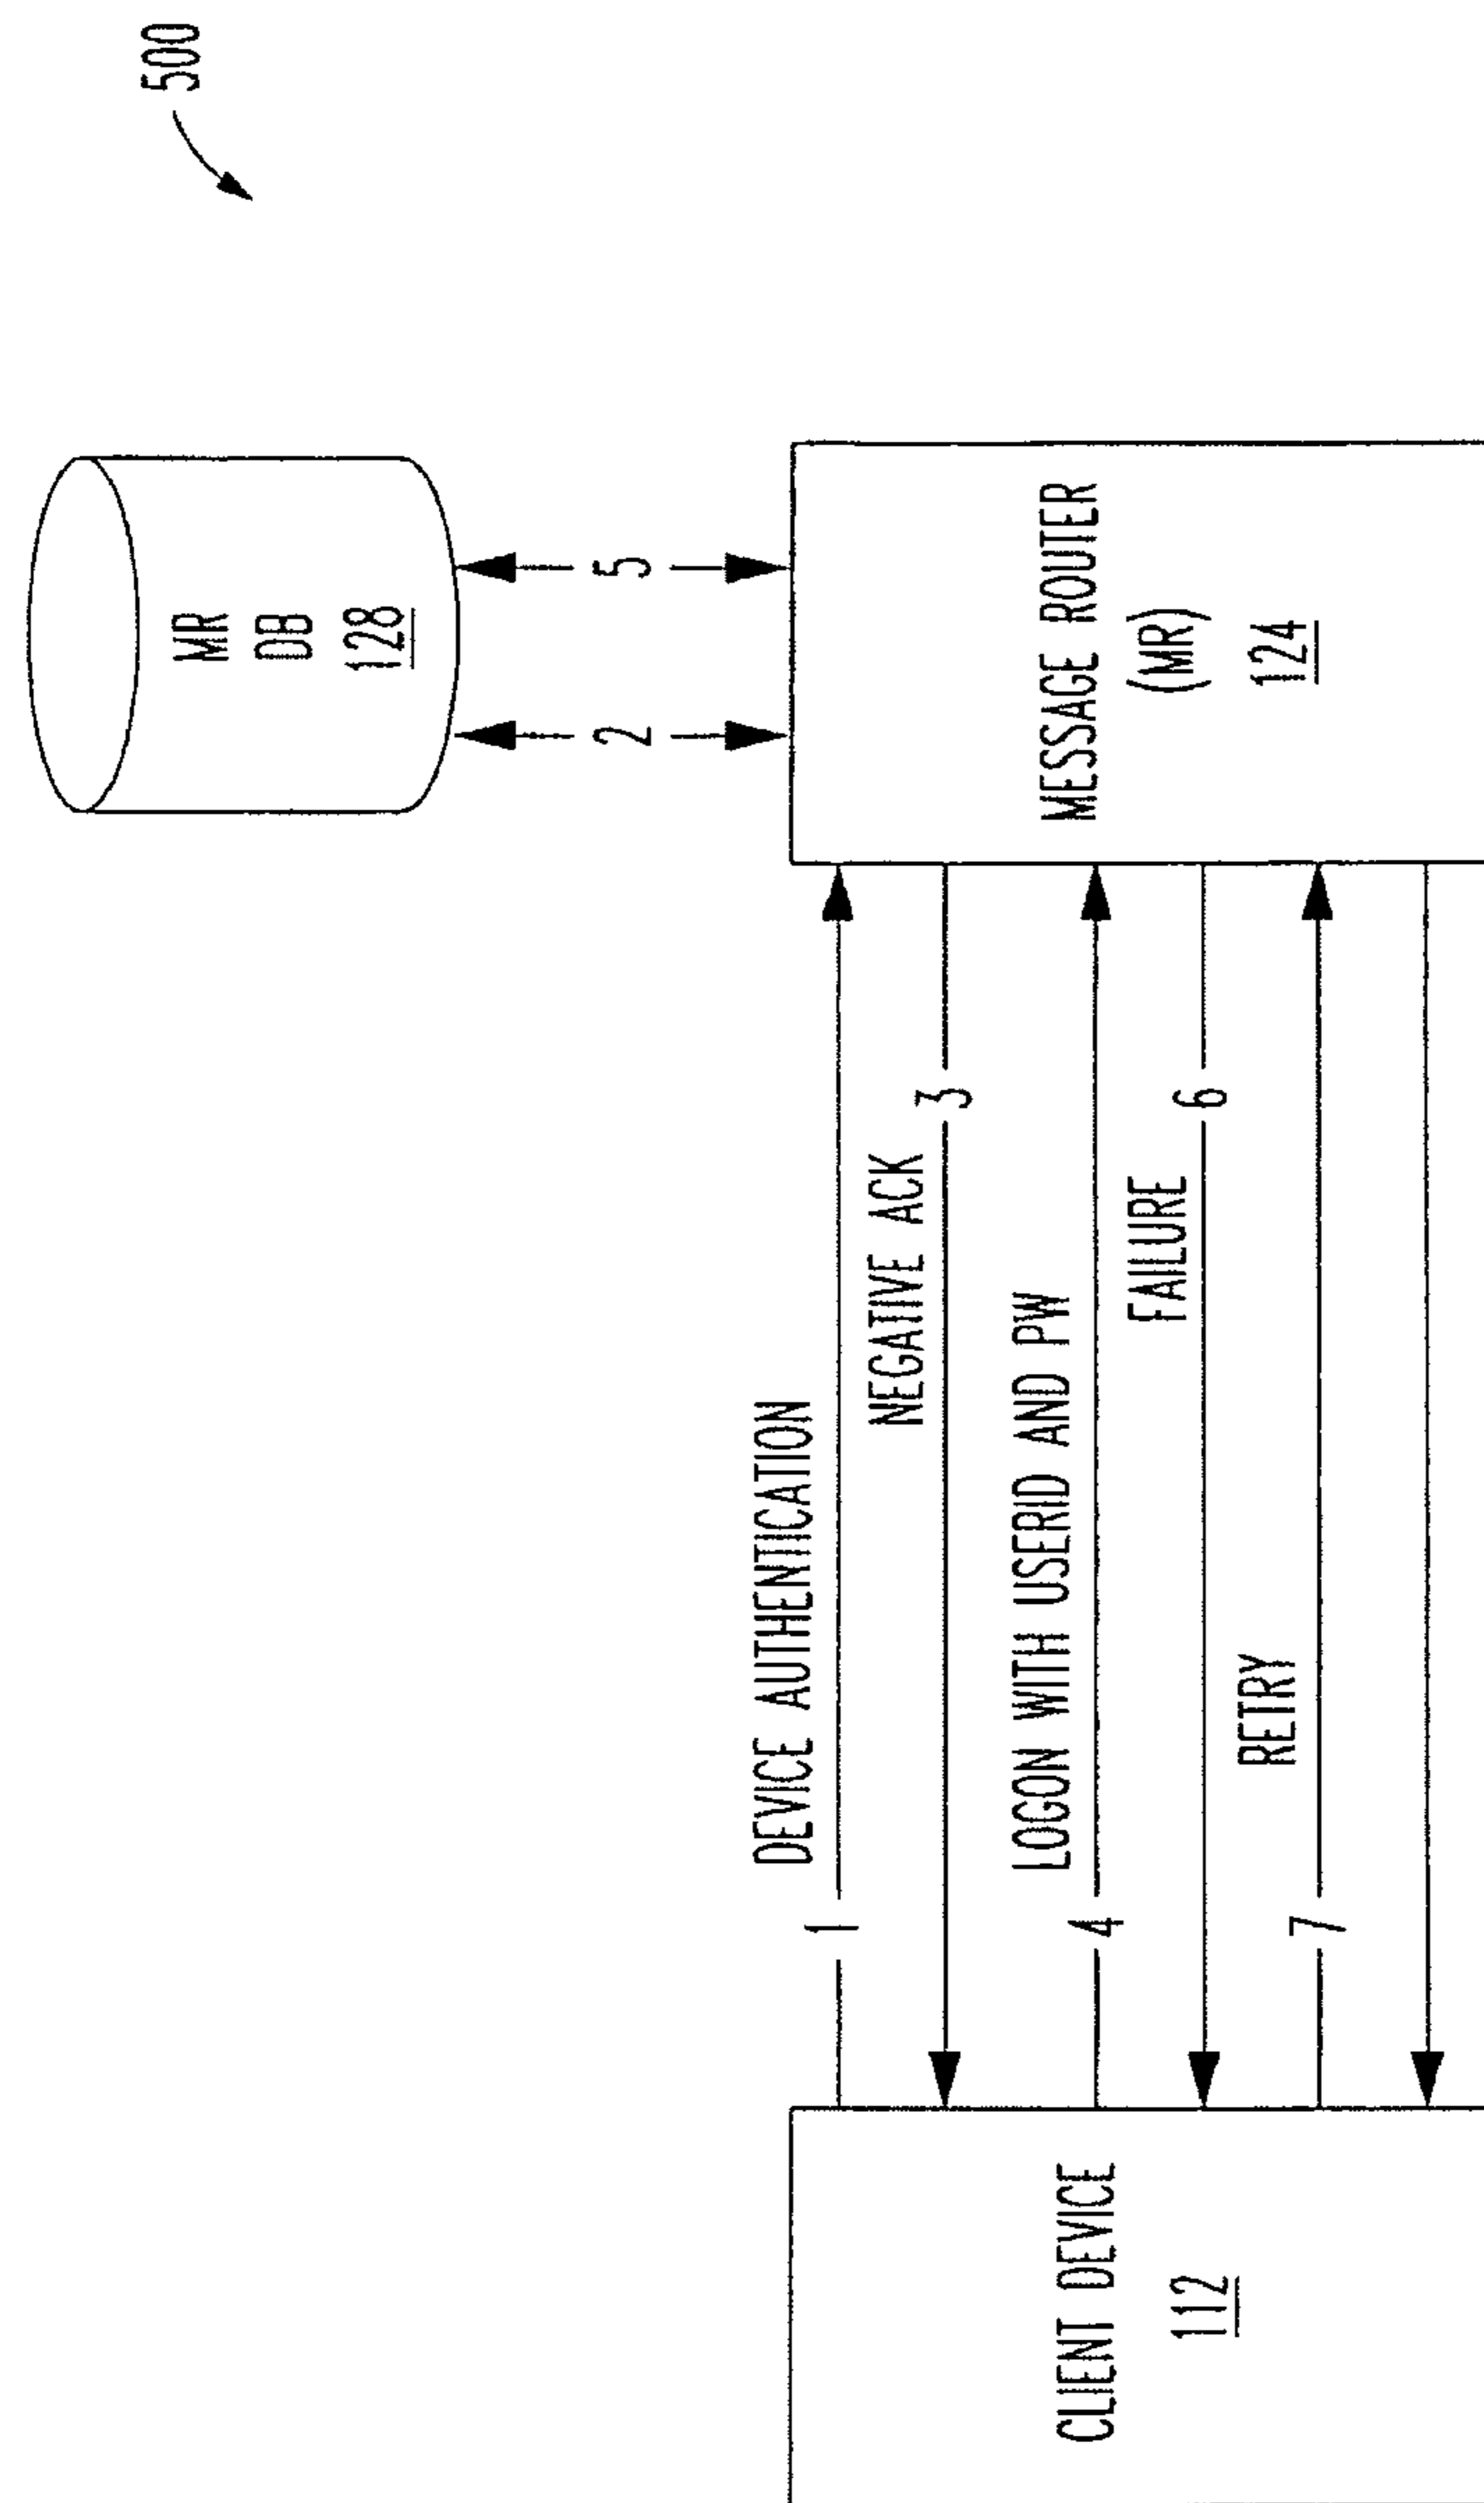 500
MR
DB
128
2
5
DEVICE AUTHENTICATION
1
NEGATIVE ACK
3
LOGON WITH USERID AND PW
4
FAILURE
6
RETRY
7
CLIENT DEVICE
112
MESSAGE ROUTER
(MR)
124